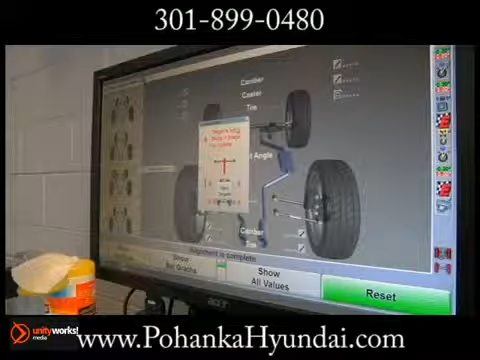 301-899-0480
Camber
Caster
Toe
Angle
Camber
Toe
Alignment is complete
Show
Bar Graphs
Show
All Values
Reset
acer
unityworks!
media
www.PohankaHyundai.com